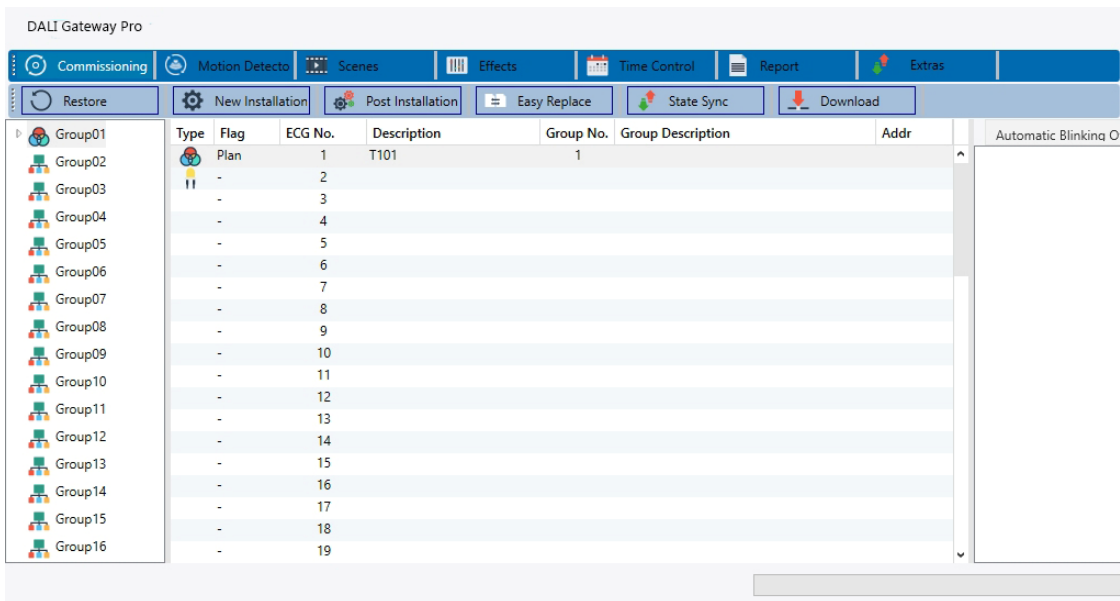 DALI Gateway Pro
Commissioning Motion Detecto Scenes Effects Time Control Report Extras
Restore New Installation Post Installation Easy Replace State Sync Download
Group01
Group02
Group03
Group04
Group05
Group06
Group07
Group08
Group09
Group10
Group11
Group12
Group13
Group14
Group15
Group16
Type Flag ECG No. Description Group No. Group Description Addr
Plan 1 T101 1
- 2
- 3
- 4
- 5
- 6
- 7
- 8
- 9
- 10
- 11
- 12
- 13
- 14
- 15
- 16
- 17
- 18
- 19
Automatic Blinking O